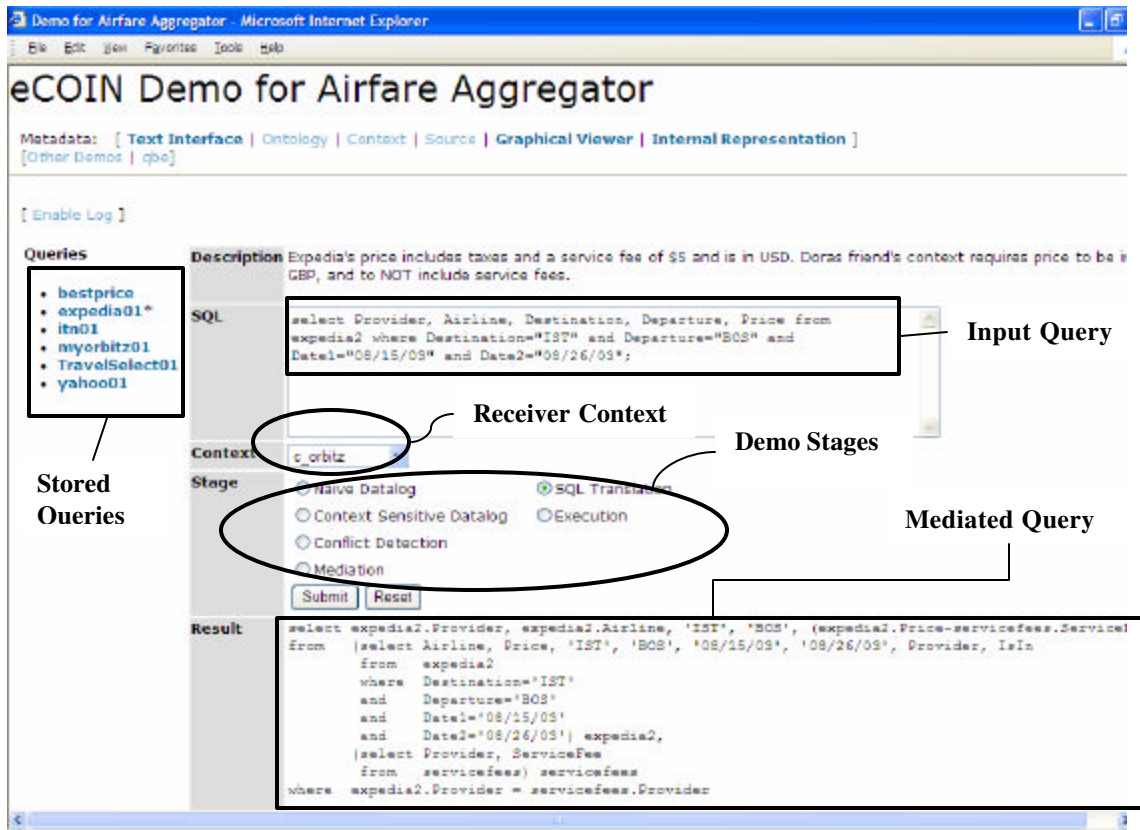 Demo for Airfare Aggregator - Microsoft Internet Explorer
File Edit View Favorites Tools Help
eCOIN Demo for Airfare Aggregator
Metadata: [ Text Interface | Ontology | Context | Source | Graphical Viewer | Internal Representation ]
[Other Demos | qbe]
[ Enable Log ]
Queries
• bestprice
• expedia01*
• itn01
• myorbitz01
• TravelSelect01
• yahoo01
Stored
Queries
Description Expedia's price includes taxes and a service fee of $5 and is in USD. Doras friend's context requires price to be in
GBP, and to NOT include service fees.
SQL
select Provider, Airline, Destination, Departure, Price from
expedia2 where Destination="IST" and Departure="BOS" and
Date1="08/15/03" and Date2="08/26/03";
Input Query
Receiver Context
Demo Stages
Context c_orbitz
Stage
Naive Datalog SQL Translation
Context Sensitive Datalog Execution
Conflict Detection
Mediation
Submit Reset
Mediated Query
Result
select expedia2.Provider, expedia2.Airline, 'IST', 'BOS', (expedia2.Price-servicefees.Service
from (select Airline, Price, 'IST', 'BOS', '08/15/03', '08/26/03', Provider, IsIn
from expedia2
where Destination='IST'
and Departure='BOS'
and Date1='08/15/03'
and Date2='08/26/03') expedia2,
(select Provider, ServiceFee
from servicefees) servicefees
where expedia2.Provider = servicefees.Provider